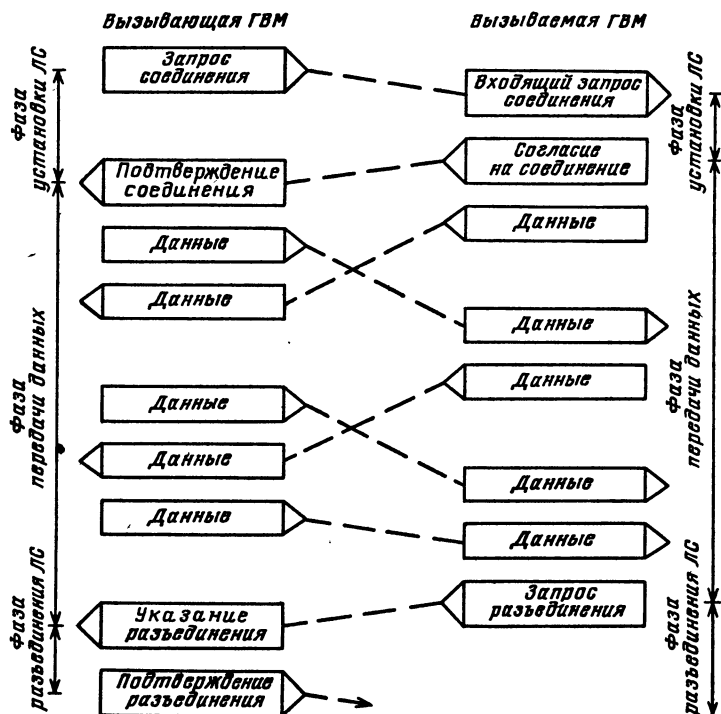 Вызывающая ГВМ
Вызываемая ГВМ
Запрос
соединения
Входящий запрос
соединения
Согласие
на соединение
Подтверждение
соединения
Данные
Данные
Данные
Данные
Данные
Данные
Данные
Данные
Данные
Данные
Запрос
разъединения
Указание
разъединения
Подтверждение
разъединения
Фаза
установки ЛС
Фаза
передачи данных
Фаза
разъединения ЛС
Фаза
установки ЛС
Фаза
передачи данных
Фаза
разъединения ЛС